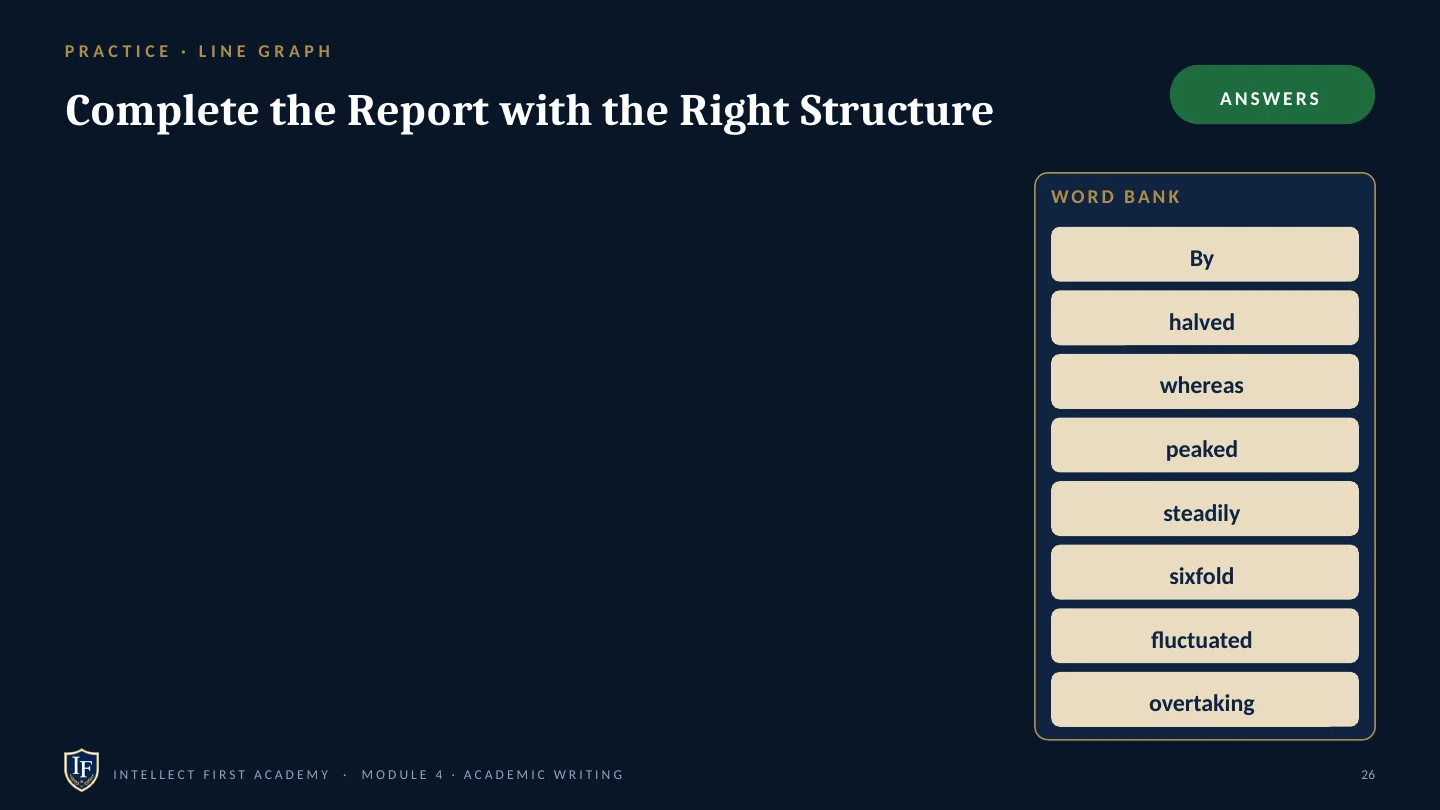 PRACTICE · LINE GRAPH
Complete the Report with the Right Structure
ANSWERS
WORD BANK
By
halved
whereas
peaked
steadily
sixfold
fluctuated
overtaking
IF
INTELLECT FIRST ACADEMY · MODULE 4 · ACADEMIC WRITING
26